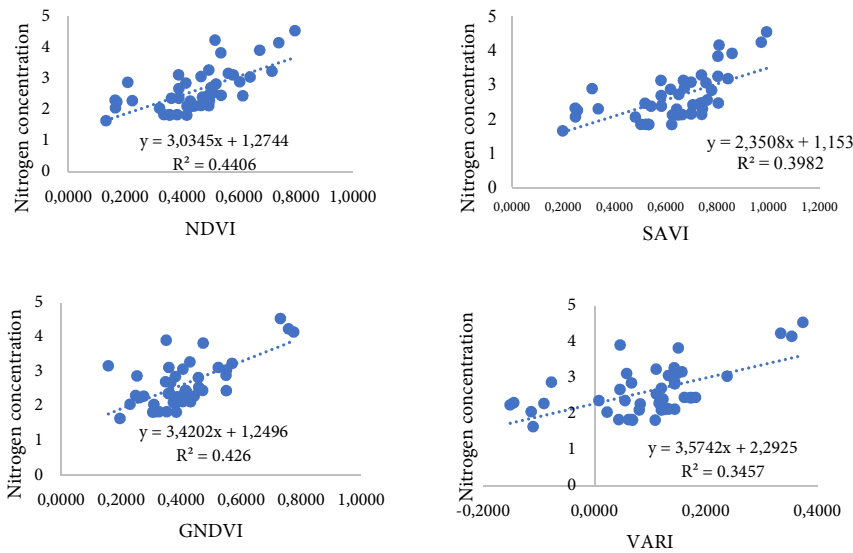 Nitrogen concentration
5
4
3
2
1
0
y = 3,0345x + 1,2744
R² = 0.4406
0,0000 0,2000 0,4000 0,6000 0,8000 1,0000
NDVI
Nitrogen concentration
5
4
3
2
1
0
y = 2,3508x + 1,153
R² = 0.3982
0,0000 0,2000 0,4000 0,6000 0,8000 1,0000 1,2000
SAVI
Nitrogen concentration
5
4
3
2
1
0
y = 3,4202x + 1,2496
R² = 0.426
0,0000 0,2000 0,4000 0,6000 0,8000 1,0000
GNDVI
Nitrogen concentration
5
4
3
2
1
0
y = 3,5742x + 2,2925
R² = 0.3457
-0,2000 0,0000 0,2000 0,4000
VARI